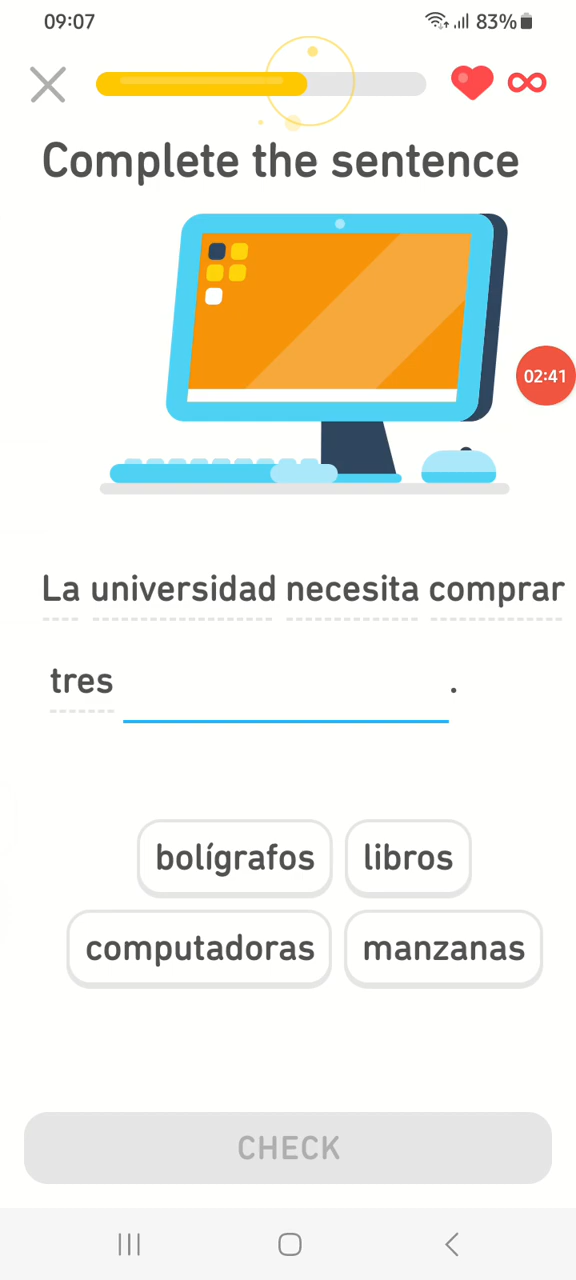 09:07 83%
Complete the sentence
02:41
La universidad necesita comprar
tres .
bolígrafos libros
computadoras manzanas
CHECK